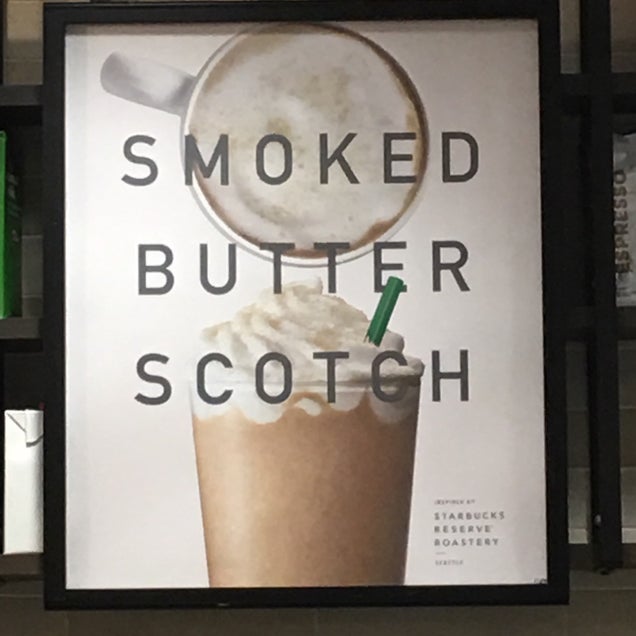 SMOKED
BUTTER
SCOTCH
INSPIRED BY
STARBUCKS
RESERVE
ROASTERY
SEATTLE
ESPRESSO